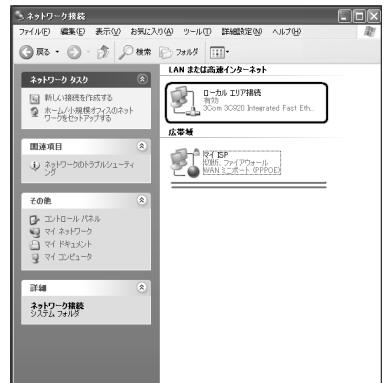 ネットワーク接続
ファイル(F) 編集(E) 表示(V) お気に入り(A) ツール(T) 詳細設定(N) ヘルプ(H)
戻る 検索 フォルダ
ネットワーク タスク
新しい接続を作成する
ホーム/小規模オフィスのネット
ワークをセットアップする
関連項目
ネットワークのトラブルシューティ
ング
その他
コントロール パネル
マイ ネットワーク
マイ ドキュメント
マイ コンピュータ
詳細
ネットワーク接続
システム フォルダ
LAN または高速インターネット
ローカル エリア接続
有効
3Com 3C920 Integrated Fast Eth...
広帯域
マイ ISP
切断、ファイアウォール
WAN ミニポート (PPPOE)